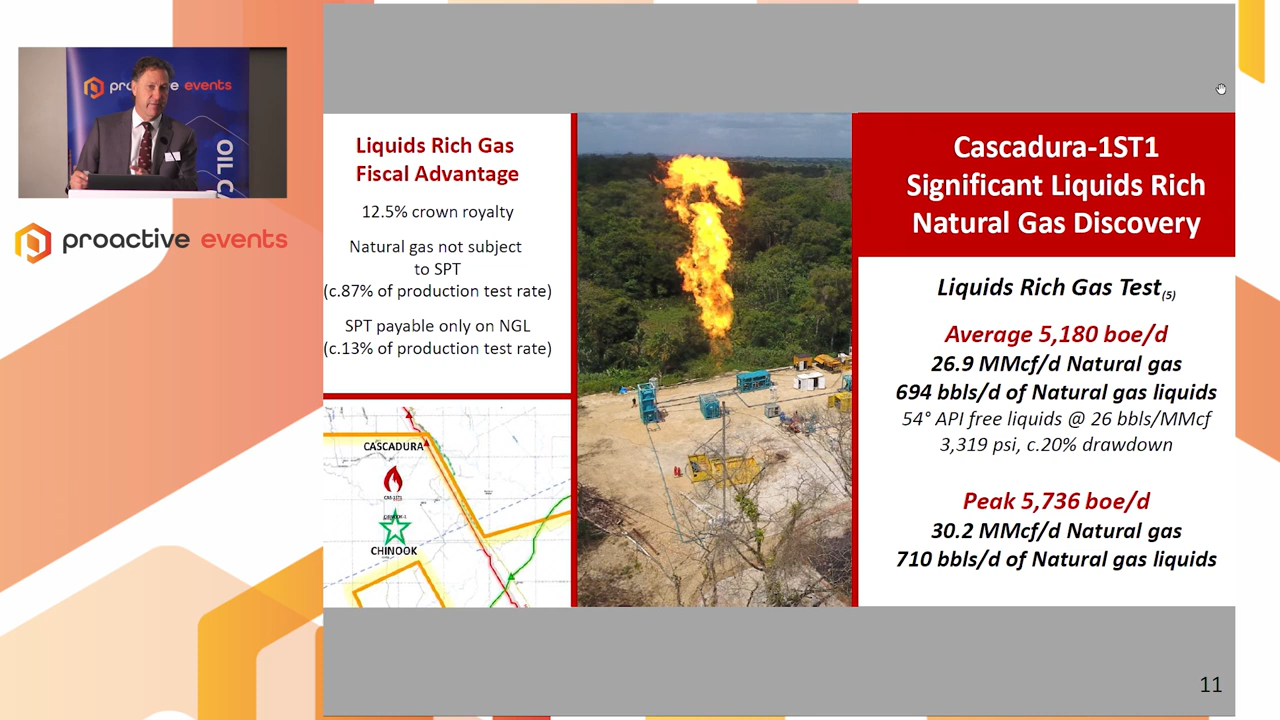 proactive events
OIL CA
proactive events
Liquids Rich Gas
Fiscal Advantage
12.5% crown royalty
Natural gas not subject
to SPT
(c.87% of production test rate)
SPT payable only on NGL
(c.13% of production test rate)
CASCADURA
CHINOOK
Cascadura-1ST1
Significant Liquids Rich
Natural Gas Discovery
Liquids Rich Gas Test(5)
Average 5,180 boe/d
26.9 MMcf/d Natural gas
694 bbls/d of Natural gas liquids
54° API free liquids @ 26 bbls/MMcf
3,319 psi, c.20% drawdown
Peak 5,736 boe/d
30.2 MMcf/d Natural gas
710 bbls/d of Natural gas liquids
11